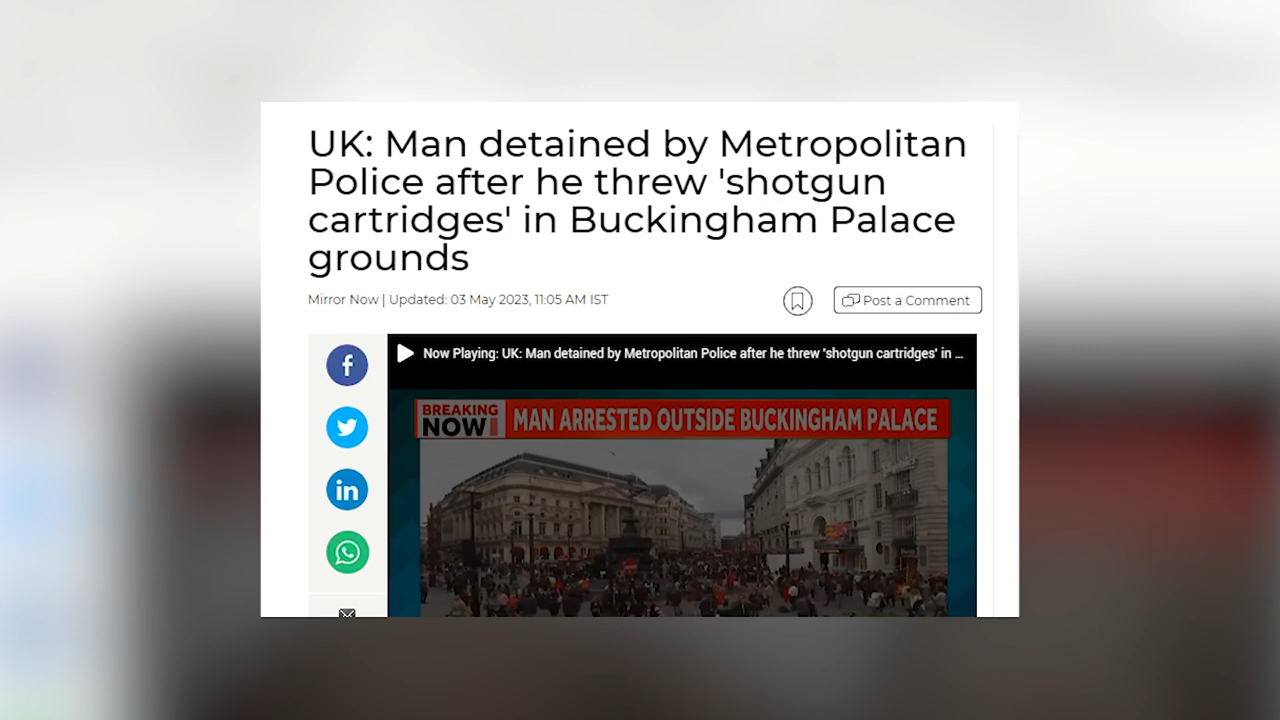 UK: Man detained by Metropolitan
Police after he threw 'shotgun
cartridges' in Buckingham Palace
grounds
Mirror Now | Updated: 03 May 2023, 11:05 AM IST
Post a Comment
Now Playing: UK: Man detained by Metropolitan Police after he threw 'shotgun cartridges' in ...
BREAKING
NOW
MAN ARRESTED OUTSIDE BUCKINGHAM PALACE